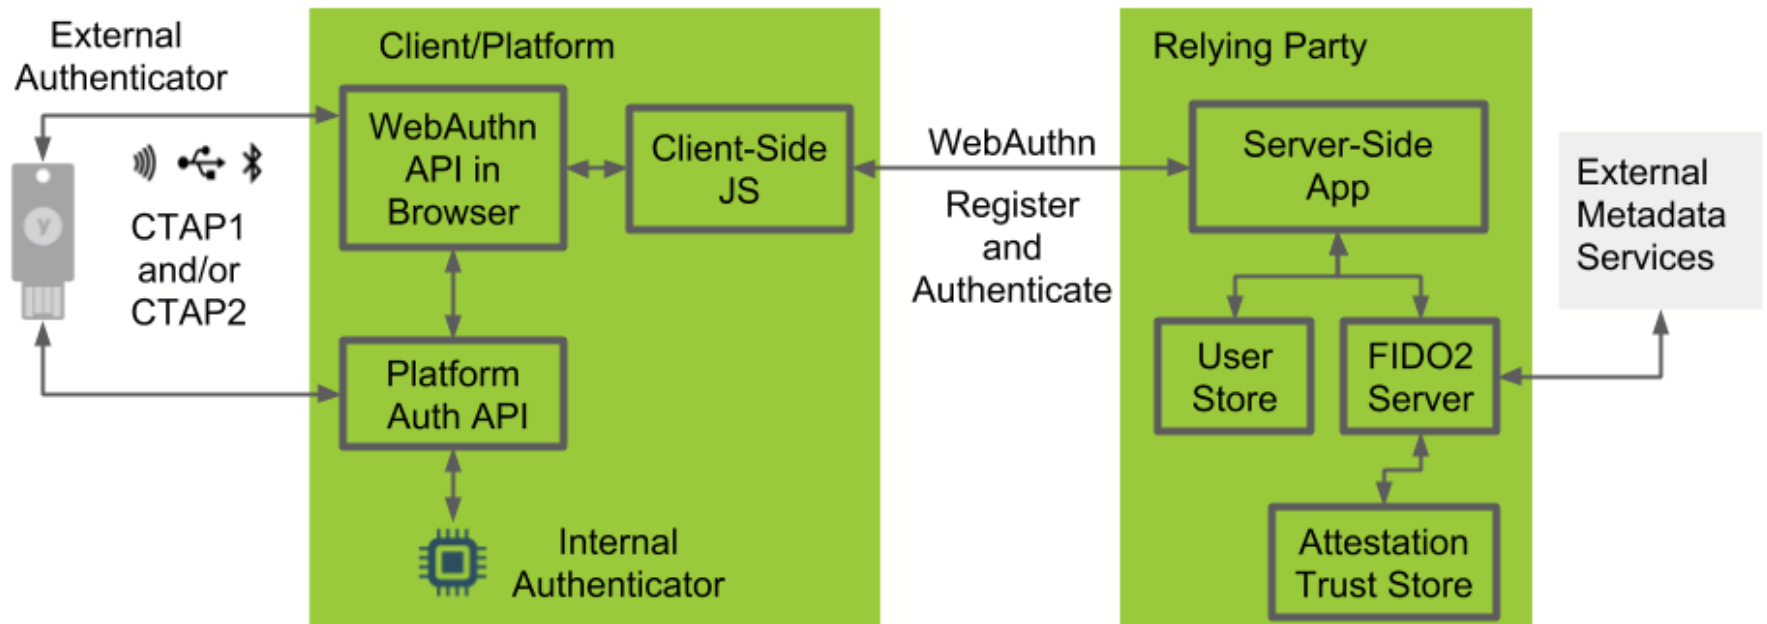 External
Authenticator
y
CTAP1
and/or
CTAP2
Client/Platform
WebAuthn
API in
Browser
Client-Side
JS
Platform
Auth API
Internal
Authenticator
WebAuthn
Register
and
Authenticate
Relying Party
Server-Side
App
User
Store
FIDO2
Server
Attestation
Trust Store
External
Metadata
Services